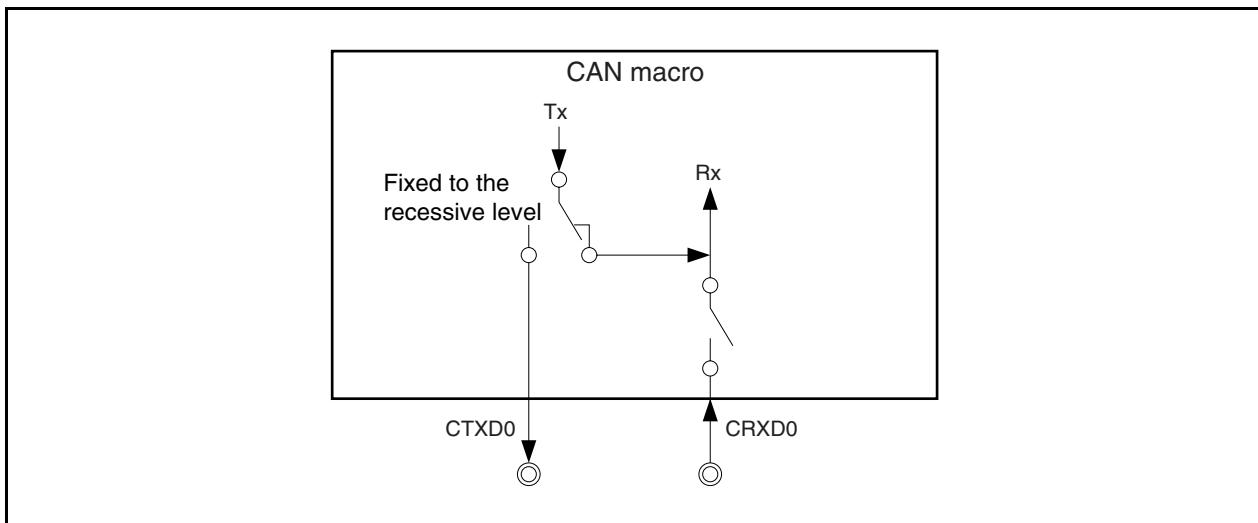 CAN macro
Tx
Rx
Fixed to the
recessive level
CTXD0
CRXD0